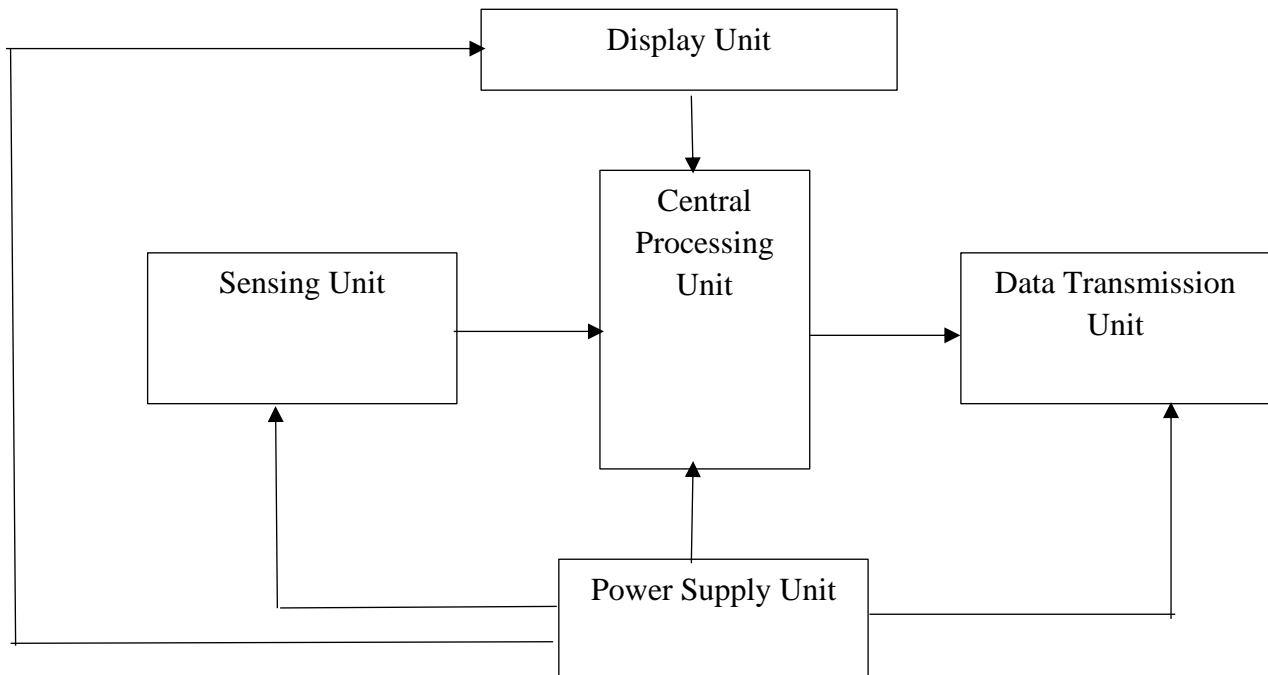 Display Unit
Central
Processing
Unit
Sensing Unit
Data Transmission
Unit
Power Supply Unit